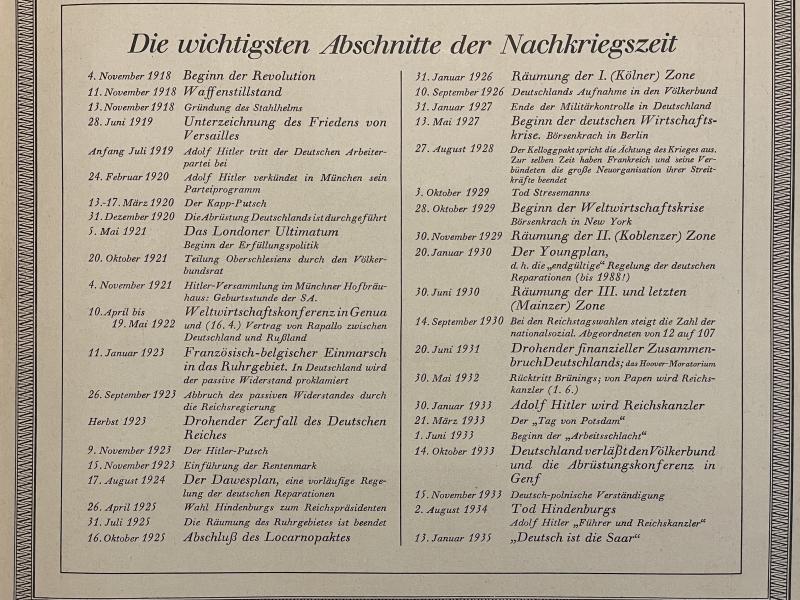 Die wichtigsten Abschnitte der Nachkriegszeit
4. November 1918 Beginn der Revolution
11. November 1918 Waffenstillstand
13. November 1918 Gründung des Stahlhelms
28. Juni 1919 Unterzeichnung des Friedens von
Versailles
Anfang Juli 1919 Adolf Hitler tritt der Deutschen Arbeiter-
partei bei
24. Februar 1920 Adolf Hitler verkündet in München sein
Parteiprogramm
13.-17. März 1920 Der Kapp-Putsch
31. Dezember 1920 Die Abrüstung Deutschlands ist durchgeführt
5. Mai 1921 Das Londoner Ultimatum
Beginn der Erfüllungspolitik
20. Oktober 1921 Teilung Oberschlesiens durch den Völker-
bundsrat
4. November 1921 Hitler-Versammlung im Münchner Hofbräu-
haus: Geburtsstunde der SA.
10. April bis Weltwirtschaftskonferenz in Genua
19. Mai 1922 und (16. 4.) Vertrag von Rapallo zwischen
Deutschland und Rußland
11. Januar 1923 Französisch-belgischer Einmarsch
in das Ruhrgebiet. In Deutschland wird
der passive Widerstand proklamiert
26. September 1923 Abbruch des passiven Widerstandes durch
die Reichsregierung
Herbst 1923 Drohender Zerfall des Deutschen
Reiches
9. November 1923 Der Hitler-Putsch
15. November 1923 Einführung der Rentenmark
17. August 1924 Der Dawesplan, eine vorläufige Rege-
lung der deutschen Reparationen
26. April 1925 Wahl Hindenburgs zum Reichspräsidenten
31. Juli 1925 Die Räumung des Ruhrgebietes ist beendet
16. Oktober 1925 Abschluß des Locarnopaktes
31. Januar 1926 Räumung der I. (Kölner) Zone
10. September 1926 Deutschlands Aufnahme in den Völkerbund
31. Januar 1927 Ende der Militärkontrolle in Deutschland
13. Mai 1927 Beginn der deutschen Wirtschafts-
krise. Börsenkrach in Berlin
27. August 1928 Der Kelloggpakt spricht die Achtung des Krieges aus.
Zur selben Zeit haben Frankreich und seine Ver-
bündeten die große Neuorganisation ihrer Streit-
kräfte beendet
3. Oktober 1929 Tod Stresemanns
28. Oktober 1929 Beginn der Weltwirtschaftskrise
Börsenkrach in New York
30. November 1929 Räumung der II. (Koblenzer) Zone
20. Januar 1930 Der Youngplan,
d. h. die „endgültige“ Regelung der deutschen
Reparationen (bis 1988!)
30. Juni 1930 Räumung der III. und letzten
(Mainzer) Zone
14. September 1930 Bei den Reichstagswahlen steigt die Zahl der
nationalsozial. Abgeordneten von 12 auf 107
20. Juni 1931 Drohender finanzieller Zusammen-
bruch Deutschlands; das Hoover-Moratorium
30. Mai 1932 Rücktritt Brünings; von Papen wird Reichs-
kanzler (1. 6.)
30. Januar 1933 Adolf Hitler wird Reichskanzler
21. März 1933 Der „Tag von Potsdam“
1. Juni 1933 Beginn der „Arbeitsschlacht“
14. Oktober 1933 Deutschland verläßt den Völkerbund
und die Abrüstungskonferenz in
Genf
15. November 1933 Deutsch-polnische Verständigung
2. August 1934 Tod Hindenburgs
Adolf Hitler „Führer und Reichskanzler“
13. Januar 1935 „Deutsch ist die Saar“